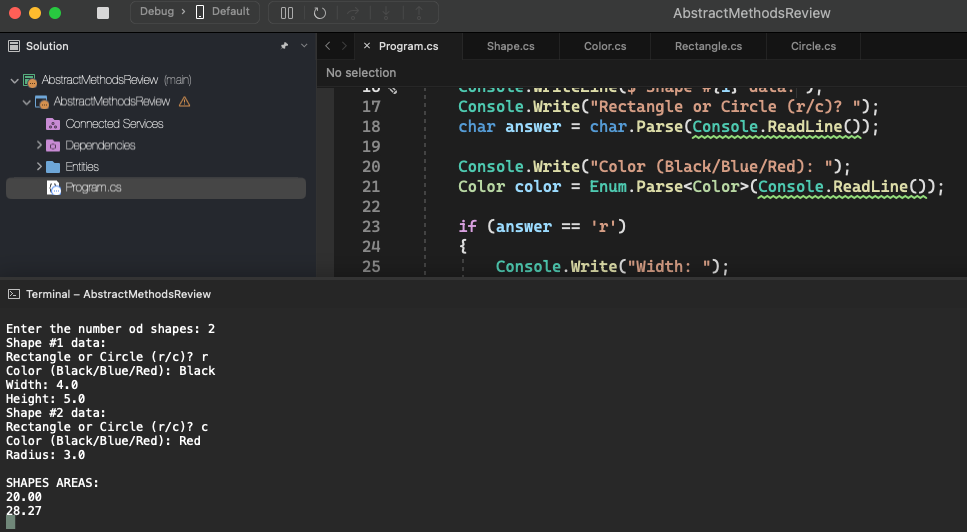 Debug > Default
AbstractMethodsReview
Solution
Program.cs
Shape.cs
Color.cs
Rectangle.cs
Circle.cs
No selection
AbstractMethodsReview (main)
AbstractMethodsReview
Connected Services
Dependencies
Entities
Program.cs
16 Console.WriteLine($"Shape #{i} data:");
17 Console.Write("Rectangle or Circle (r/c)? ");
18 char answer = char.Parse(Console.ReadLine());
19
20 Console.Write("Color (Black/Blue/Red): ");
21 Color color = Enum.Parse<Color>(Console.ReadLine());
22
23 if (answer == 'r')
24 {
25 Console.Write("Width: ");
Terminal – AbstractMethodsReview
Enter the number od shapes: 2
Shape #1 data:
Rectangle or Circle (r/c)? r
Color (Black/Blue/Red): Black
Width: 4.0
Height: 5.0
Shape #2 data:
Rectangle or Circle (r/c)? c
Color (Black/Blue/Red): Red
Radius: 3.0
SHAPES AREAS:
20.00
28.27